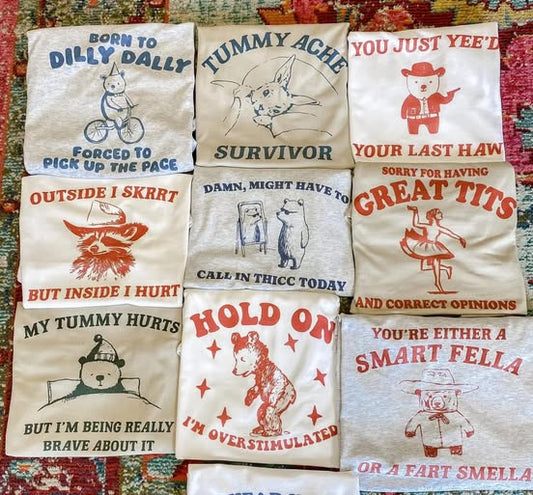 BORN TO
DILLY DALLY
FORCED TO
PICK UP THE PACE
TUMMY ACHE
SURVIVOR
YOU JUST YEE'D
YOUR LAST HAW
OUTSIDE I SKRRT
BUT INSIDE I HURT
DAMN, MIGHT HAVE TO
CALL IN THICC TODAY
SORRY FOR HAVING
GREAT TITS
AND CORRECT OPINIONS
MY TUMMY HURTS
BUT I'M BEING REALLY
BRAVE ABOUT IT
HOLD ON
I'M OVERSTIMULATED
YOU'RE EITHER A
SMART FELLA
OR A FART SMELLA